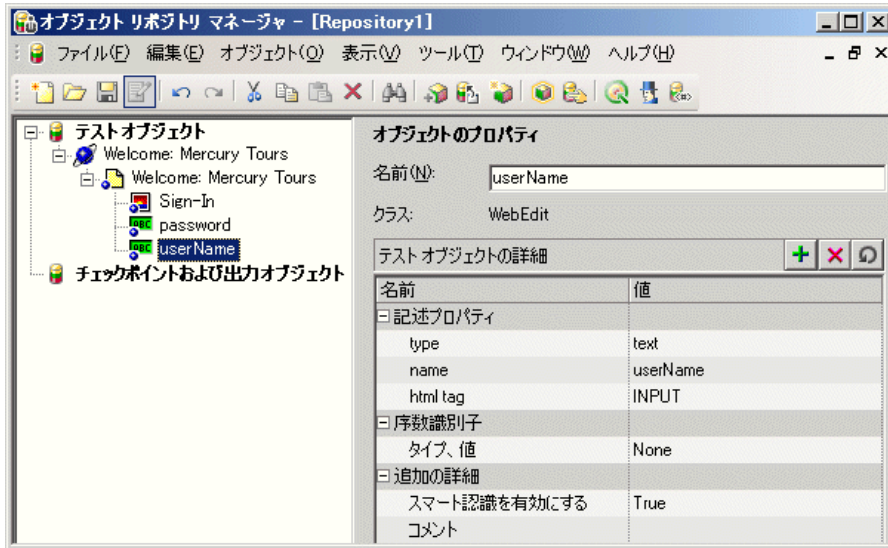 オブジェクト リポジトリ マネージャ - [Repository1]
ファイル(F) 編集(E) オブジェクト(O) 表示(V) ツール(T) ウィンドウ(W) ヘルプ(H)
テスト オブジェクト
Welcome: Mercury Tours
Welcome: Mercury Tours
Sign-In
ABC password
ABC userName
チェックポイントおよび出力オブジェクト
オブジェクトのプロパティ
名前(N): userName
クラス: WebEdit
テスト オブジェクトの詳細
名前 値
記述プロパティ
type text
name userName
html tag INPUT
序数識別子
タイプ、値 None
追加の詳細
スマート認識を有効にする True
コメント